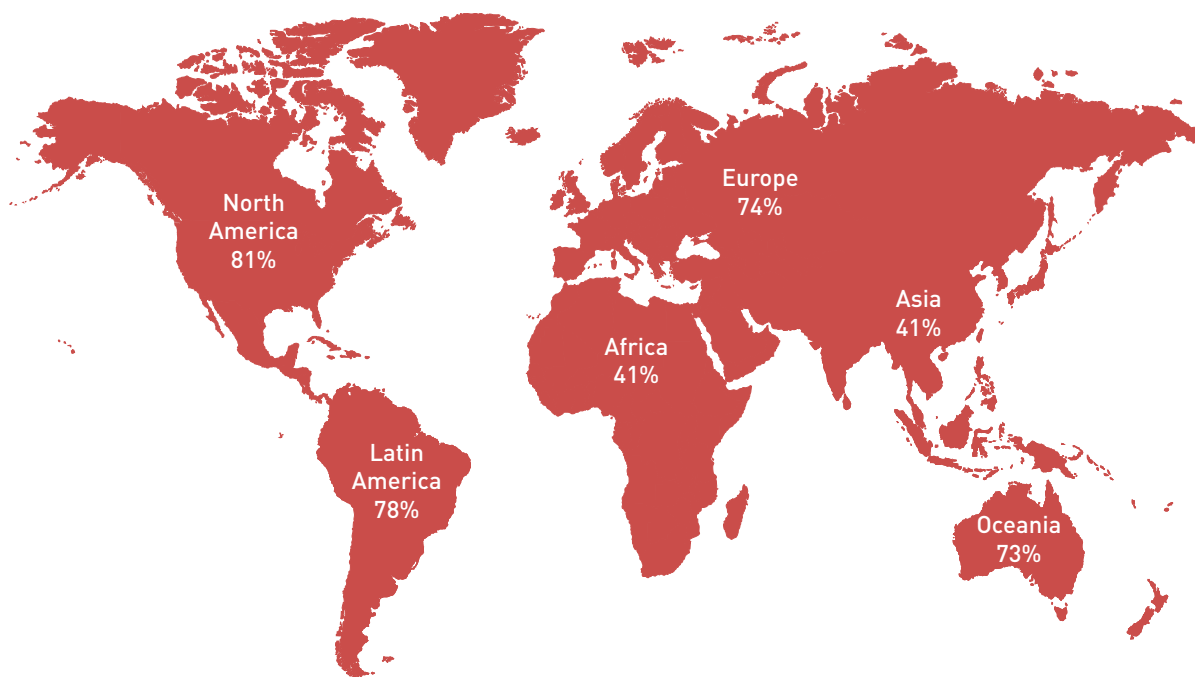 North
America
81%
Europe
74%
Asia
41%
Africa
41%
Latin
America
78%
Oceania
73%